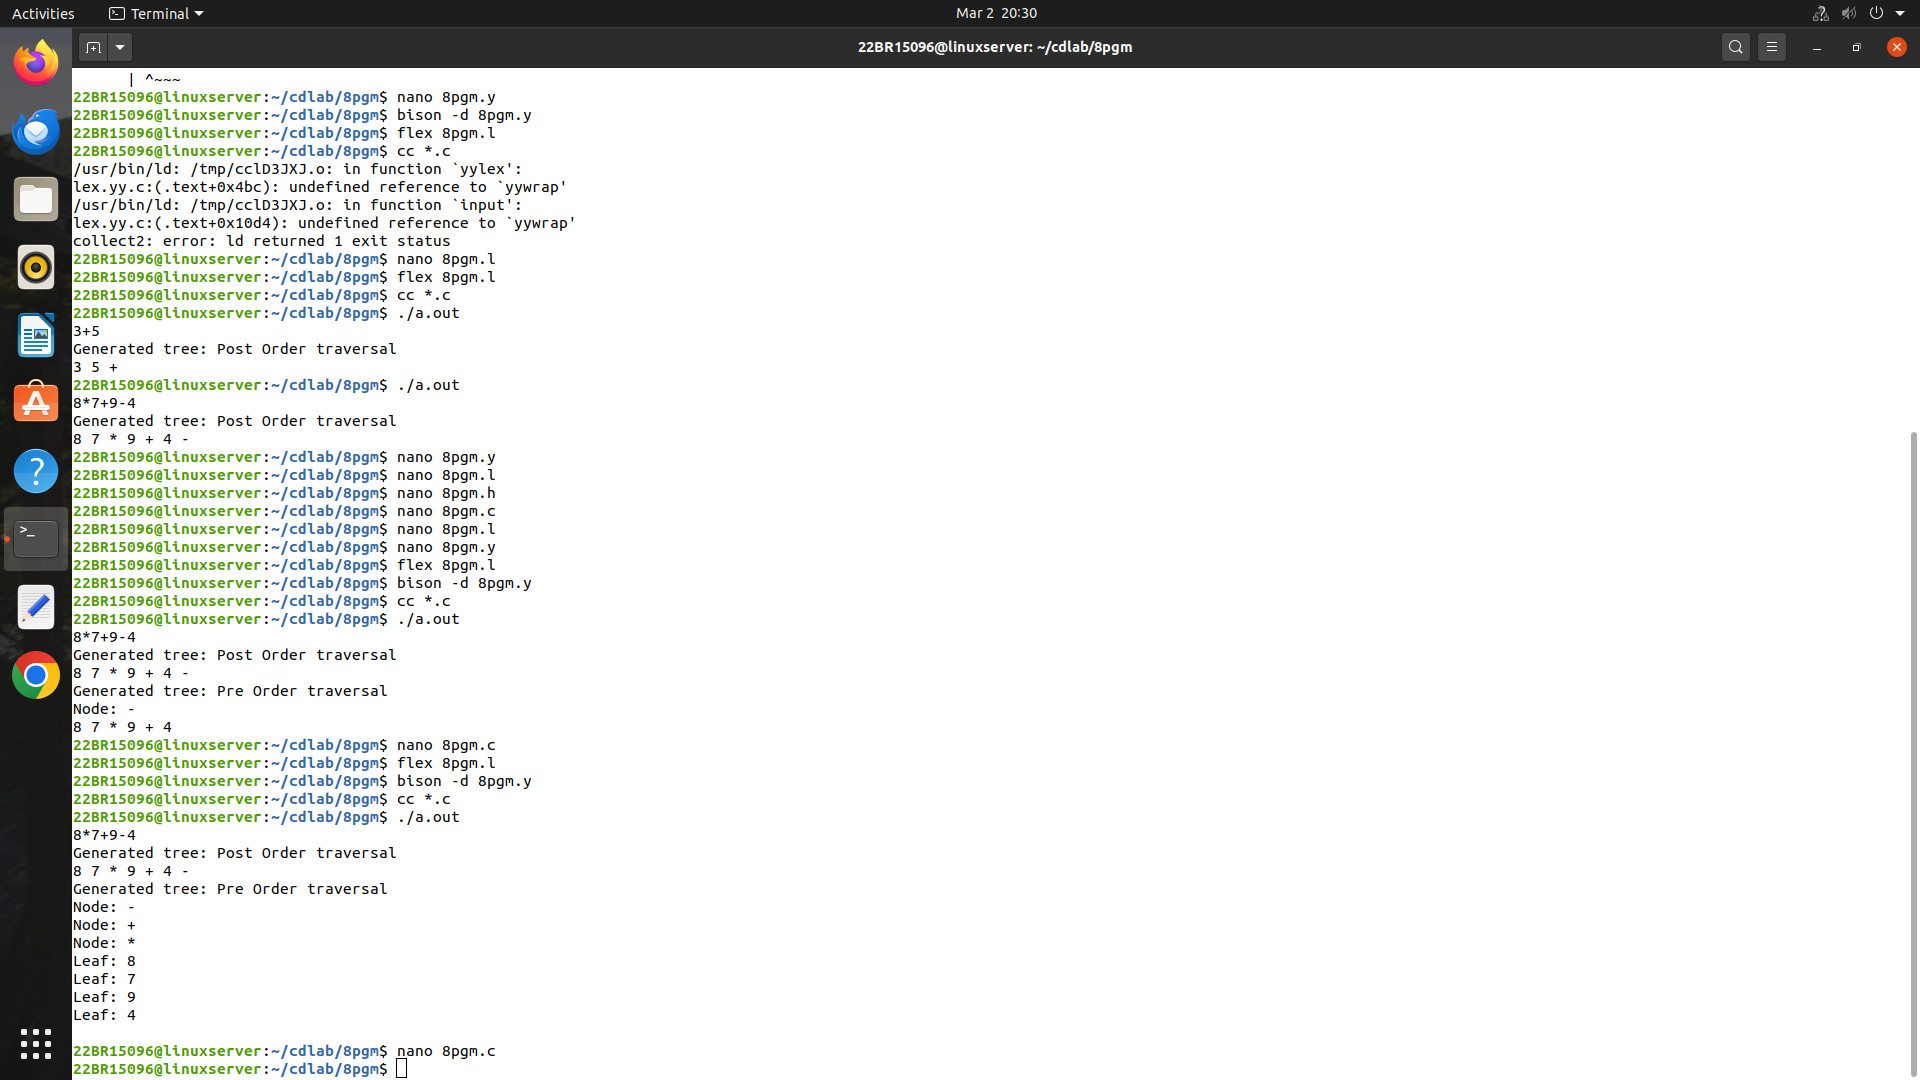 Activities
Terminal
Mar 2 20:30
22BR15096@linuxserver: ~/cdlab/8pgm
| ^~~~
22BR15096@linuxserver:~/cdlab/8pgm$ nano 8pgm.y
22BR15096@linuxserver:~/cdlab/8pgm$ bison -d 8pgm.y
22BR15096@linuxserver:~/cdlab/8pgm$ flex 8pgm.l
22BR15096@linuxserver:~/cdlab/8pgm$ cc *.c
/usr/bin/ld: /tmp/cclD3JXJ.o: in function `yylex':
lex.yy.c:(.text+0x4bc): undefined reference to `yywrap'
/usr/bin/ld: /tmp/cclD3JXJ.o: in function `input':
lex.yy.c:(.text+0x10d4): undefined reference to `yywrap'
collect2: error: ld returned 1 exit status
22BR15096@linuxserver:~/cdlab/8pgm$ nano 8pgm.l
22BR15096@linuxserver:~/cdlab/8pgm$ flex 8pgm.l
22BR15096@linuxserver:~/cdlab/8pgm$ cc *.c
22BR15096@linuxserver:~/cdlab/8pgm$ ./a.out
3+5
Generated tree: Post Order traversal
3 5 +
22BR15096@linuxserver:~/cdlab/8pgm$ ./a.out
8*7+9-4
Generated tree: Post Order traversal
8 7 * 9 + 4 -
22BR15096@linuxserver:~/cdlab/8pgm$ nano 8pgm.y
22BR15096@linuxserver:~/cdlab/8pgm$ nano 8pgm.l
22BR15096@linuxserver:~/cdlab/8pgm$ nano 8pgm.h
22BR15096@linuxserver:~/cdlab/8pgm$ nano 8pgm.c
22BR15096@linuxserver:~/cdlab/8pgm$ nano 8pgm.l
22BR15096@linuxserver:~/cdlab/8pgm$ nano 8pgm.y
22BR15096@linuxserver:~/cdlab/8pgm$ flex 8pgm.l
22BR15096@linuxserver:~/cdlab/8pgm$ bison -d 8pgm.y
22BR15096@linuxserver:~/cdlab/8pgm$ cc *.c
22BR15096@linuxserver:~/cdlab/8pgm$ ./a.out
8*7+9-4
Generated tree: Post Order traversal
8 7 * 9 + 4 -
Generated tree: Pre Order traversal
Node: -
8 7 * 9 + 4
22BR15096@linuxserver:~/cdlab/8pgm$ nano 8pgm.c
22BR15096@linuxserver:~/cdlab/8pgm$ flex 8pgm.l
22BR15096@linuxserver:~/cdlab/8pgm$ bison -d 8pgm.y
22BR15096@linuxserver:~/cdlab/8pgm$ cc *.c
22BR15096@linuxserver:~/cdlab/8pgm$ ./a.out
8*7+9-4
Generated tree: Post Order traversal
8 7 * 9 + 4 -
Generated tree: Pre Order traversal
Node: -
Node: +
Node: *
Leaf: 8
Leaf: 7
Leaf: 9
Leaf: 4
22BR15096@linuxserver:~/cdlab/8pgm$ nano 8pgm.c
22BR15096@linuxserver:~/cdlab/8pgm$